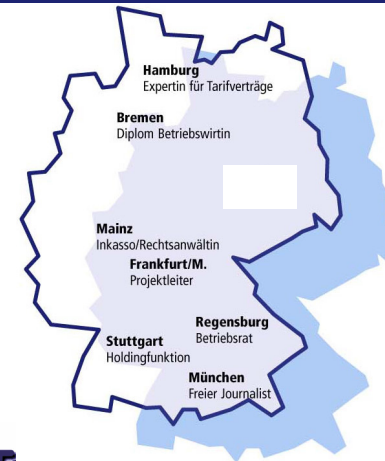 Hamburg
Expertin für Tarifverträge
Bremen
Diplom Betriebswirtin
Mainz
Inkasso/Rechtsanwältin
Frankfurt/M.
Projektleiter
Regensburg
Betriebsrat
Stuttgart
Holdingfunktion
München
Freier Journalist